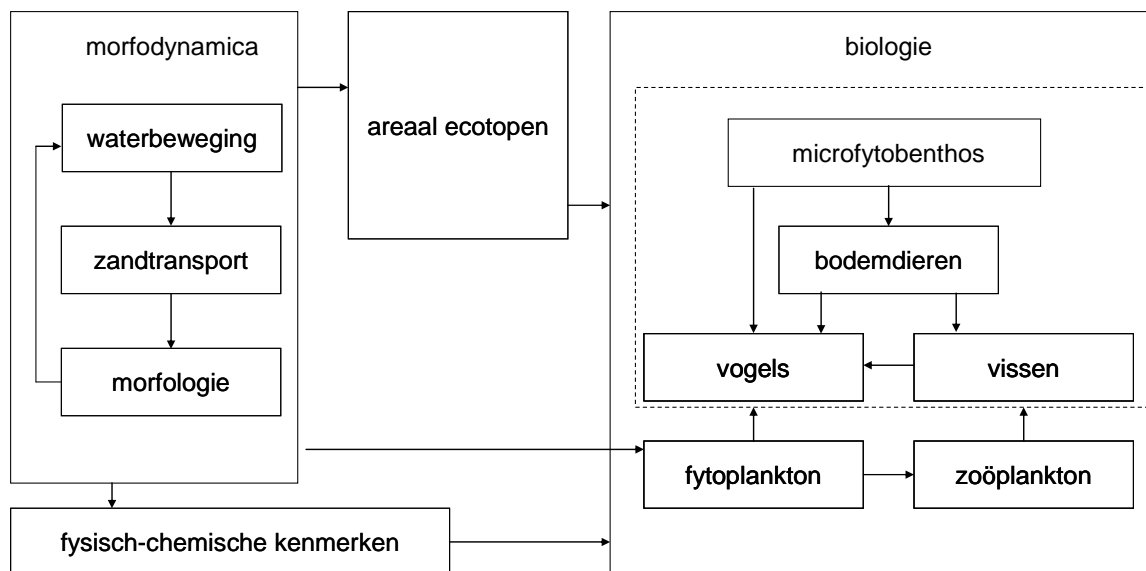 morfodynamica
waterbeweging
zandtransport
morfologie
areaal ecotopen
biologie
microfytobenthos
bodemdieren
vogels
vissen
fytoplankton
zoöplankton
fysisch-chemische kenmerken